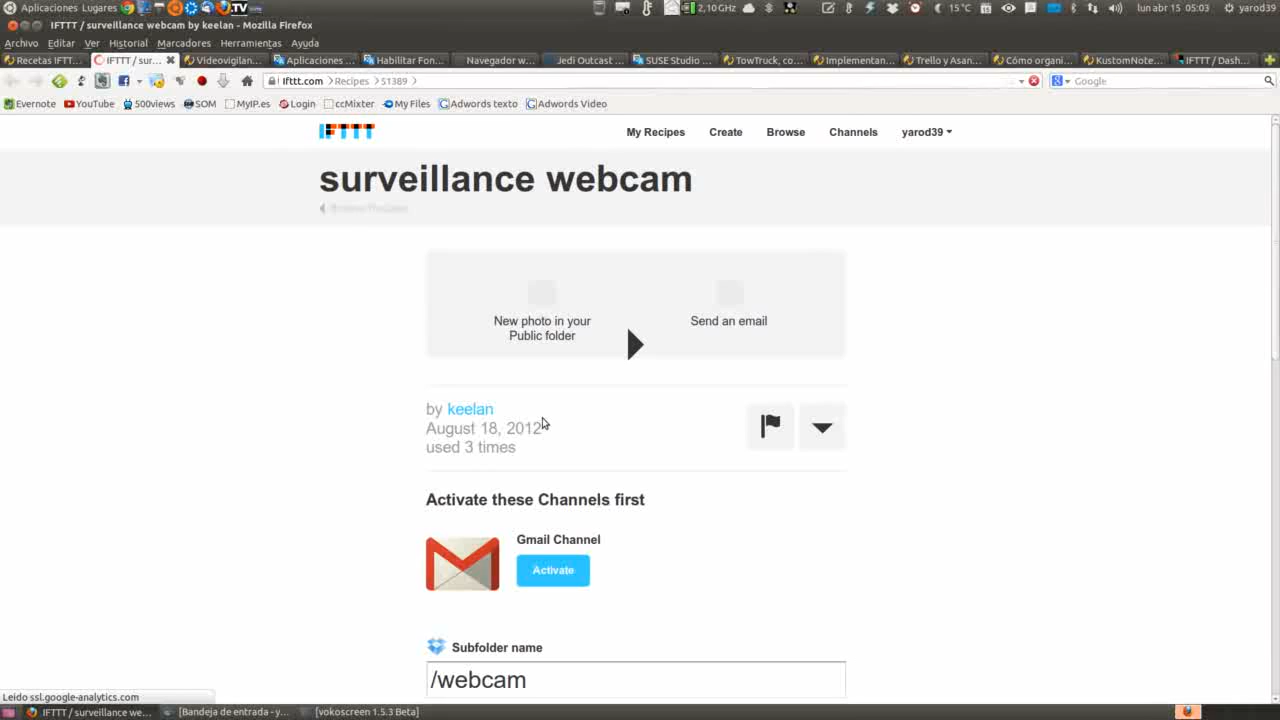 Aplicaciones Lugares
TV
2,10 GHz
15 °C
lun abr 15
05:03
yarod39
IFTTT / surveillance webcam by keelan - Mozilla Firefox
Archivo Editar Ver Historial Marcadores Herramientas Ayuda
Recetas IFTT...
IFTTT / sur...
Videovigilan...
Aplicaciones ...
Habilitar Fon...
Navegador w...
Jedi Outcast ...
SUSE Studio ...
TowTruck, co...
Implementan...
Trello y Asan...
Cómo organi...
KustomNote...
IFTTT / Dash...
ifttt.com > Recipes > 51389 >
Google
Evernote YouTube 500views SOM MyIP.es Login ccMixter My Files Adwords texto Adwords Video
IFTTT
My Recipes Create Browse Channels yarod39
surveillance webcam
New photo in your
Public folder
Send an email
by keelan
August 18, 2012
used 3 times
Activate these Channels first
Gmail Channel
Activate
Subfolder name
/webcam
Leído ssl.google-analytics.com
IFTTT / surveillance we...
[Bandeja de entrada - y...
[vokoscreen 1.5.3 Beta]